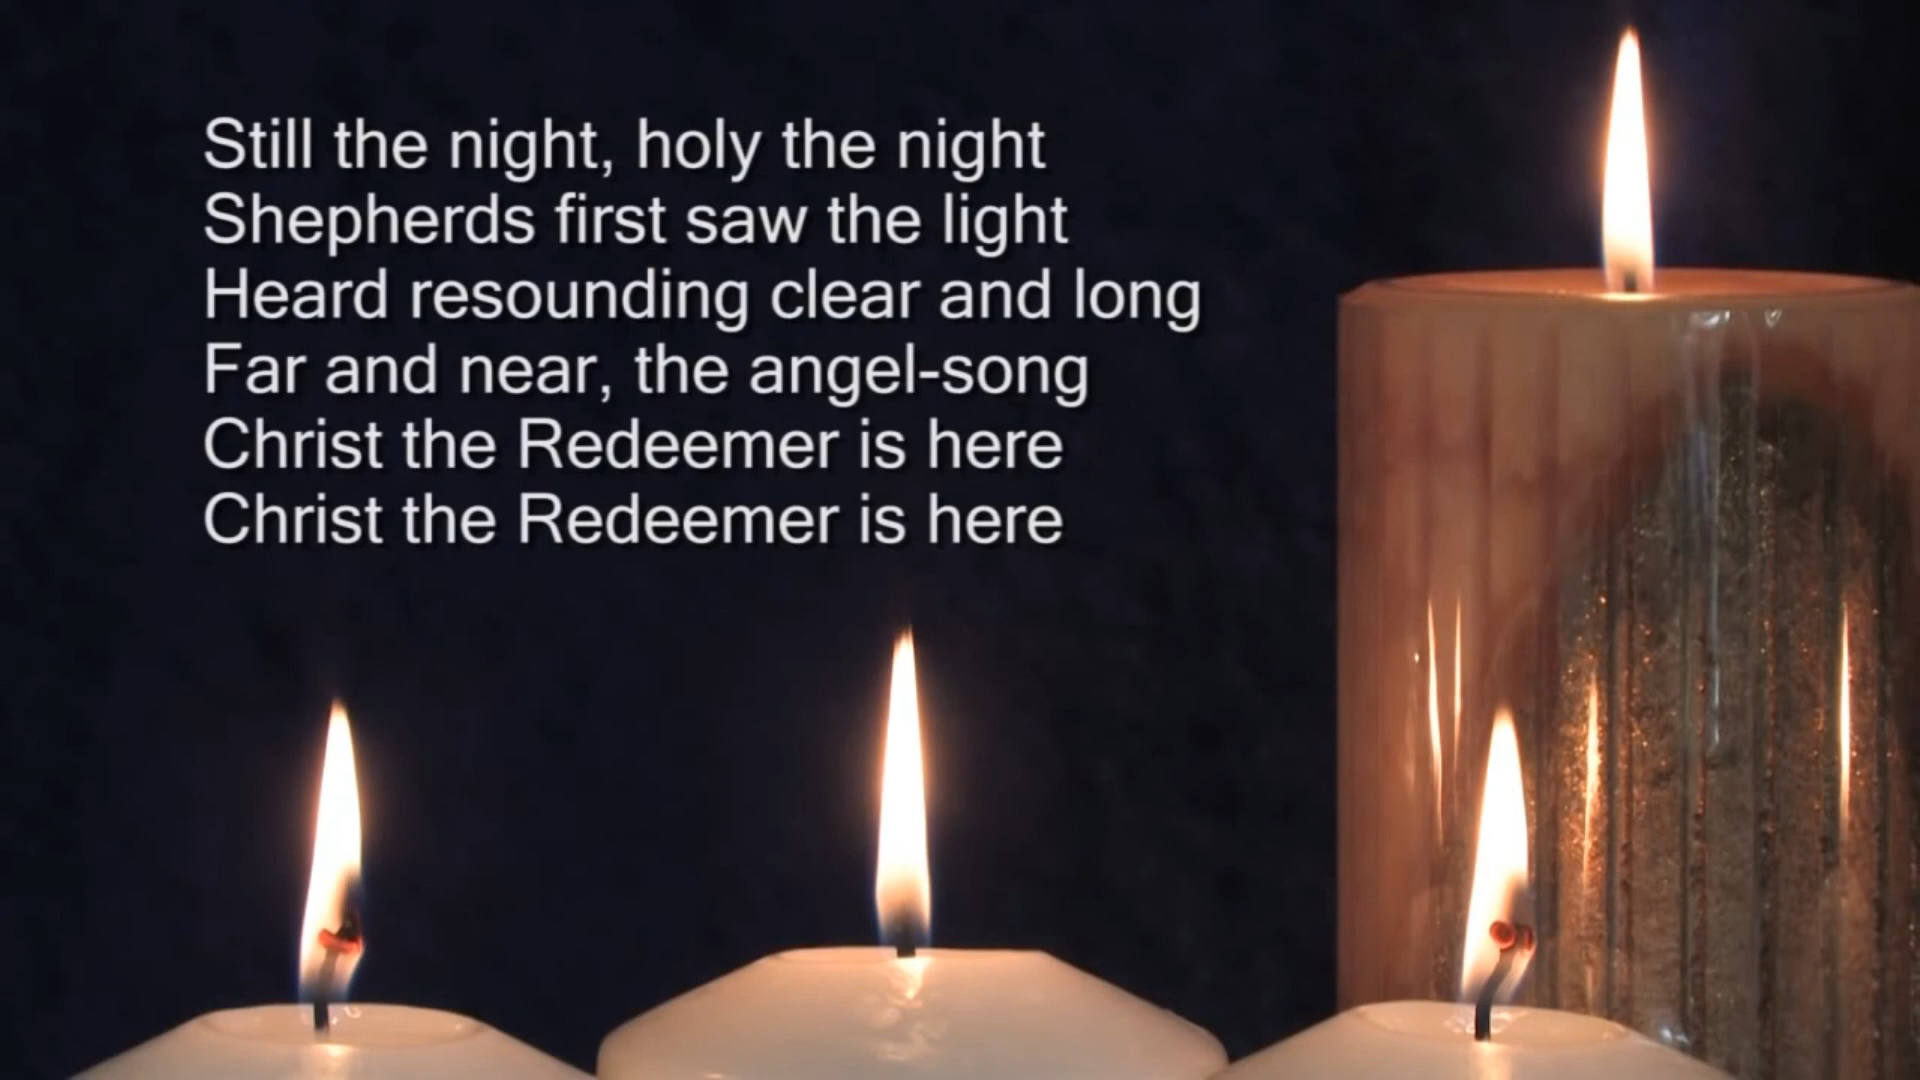 Still the night, holy the night
Shepherds first saw the light
Heard resounding clear and long
Far and near, the angel-song
Christ the Redeemer is here
Christ the Redeemer is here